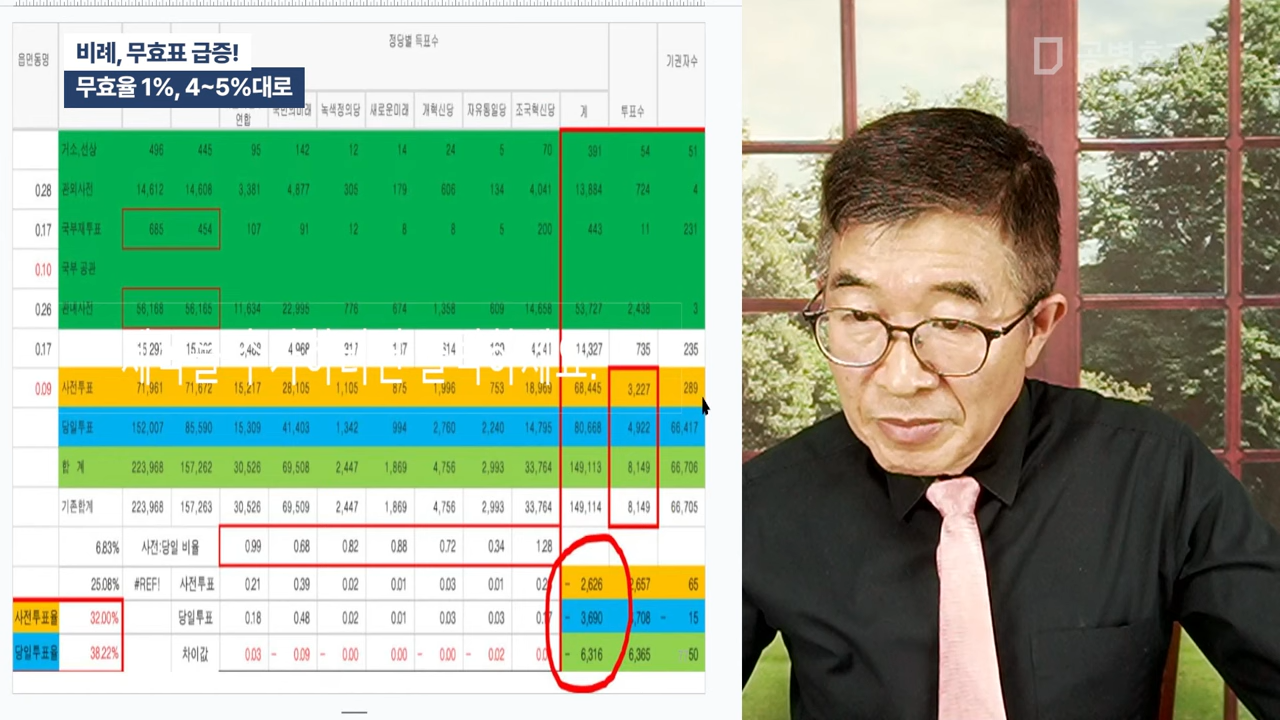 비례, 무효표 급증!
무효율 1%, 4~5%대로
공병호TV
정당별 득표수
읍면동명
기권자수
연합 국민의미래 녹색정의당 새로운미래 개혁신당 자유통일당 조국혁신당 계 투표수
거소,선상 496 445 95 142 12 14 24 5 70 391 54 51
0.28 관외사전 14,612 14,608 3,381 4,877 305 179 606 134 4,041 13,884 724 4
0.17 국부재투표 685 454 107 91 12 8 8 5 200 443 11 231
0.10 국부 공관
0.26 관내사전 56,168 56,165 11,634 22,995 776 674 1,358 609 14,658 53,727 2,438 3
0.17 14,327 735 235
0.09 사전투표 71,961 71,672 15,217 28,105 1,105 875 1,996 753 18,969 68,445 3,227 289
당일투표 152,007 85,590 15,309 41,403 1,342 994 2,760 2,240 14,795 80,668 4,922 66,417
합 계 223,968 157,262 30,526 69,508 2,447 1,869 4,756 2,993 33,764 149,113 8,149 66,706
기존합계 223,968 157,263 30,526 69,509 2,447 1,869 4,756 2,993 33,764 149,114 8,149 66,705
6.83% 사전:당일 비율 0.99 0.68 0.82 0.88 0.72 0.34 1.28
25.08% #REF! 사전투표 0.21 0.39 0.02 0.01 0.03 0.01 - 2,626 2,657 65
사전투표율 32.00% 당일투표 0.18 0.48 0.02 0.01 0.03 0.03 - 3,690 - 15
당일투표율 38.22% 차이값 0.03 - 0.09 - 0.00 0.00 - 0.00 - 0.02 - 6,316 6,365 50